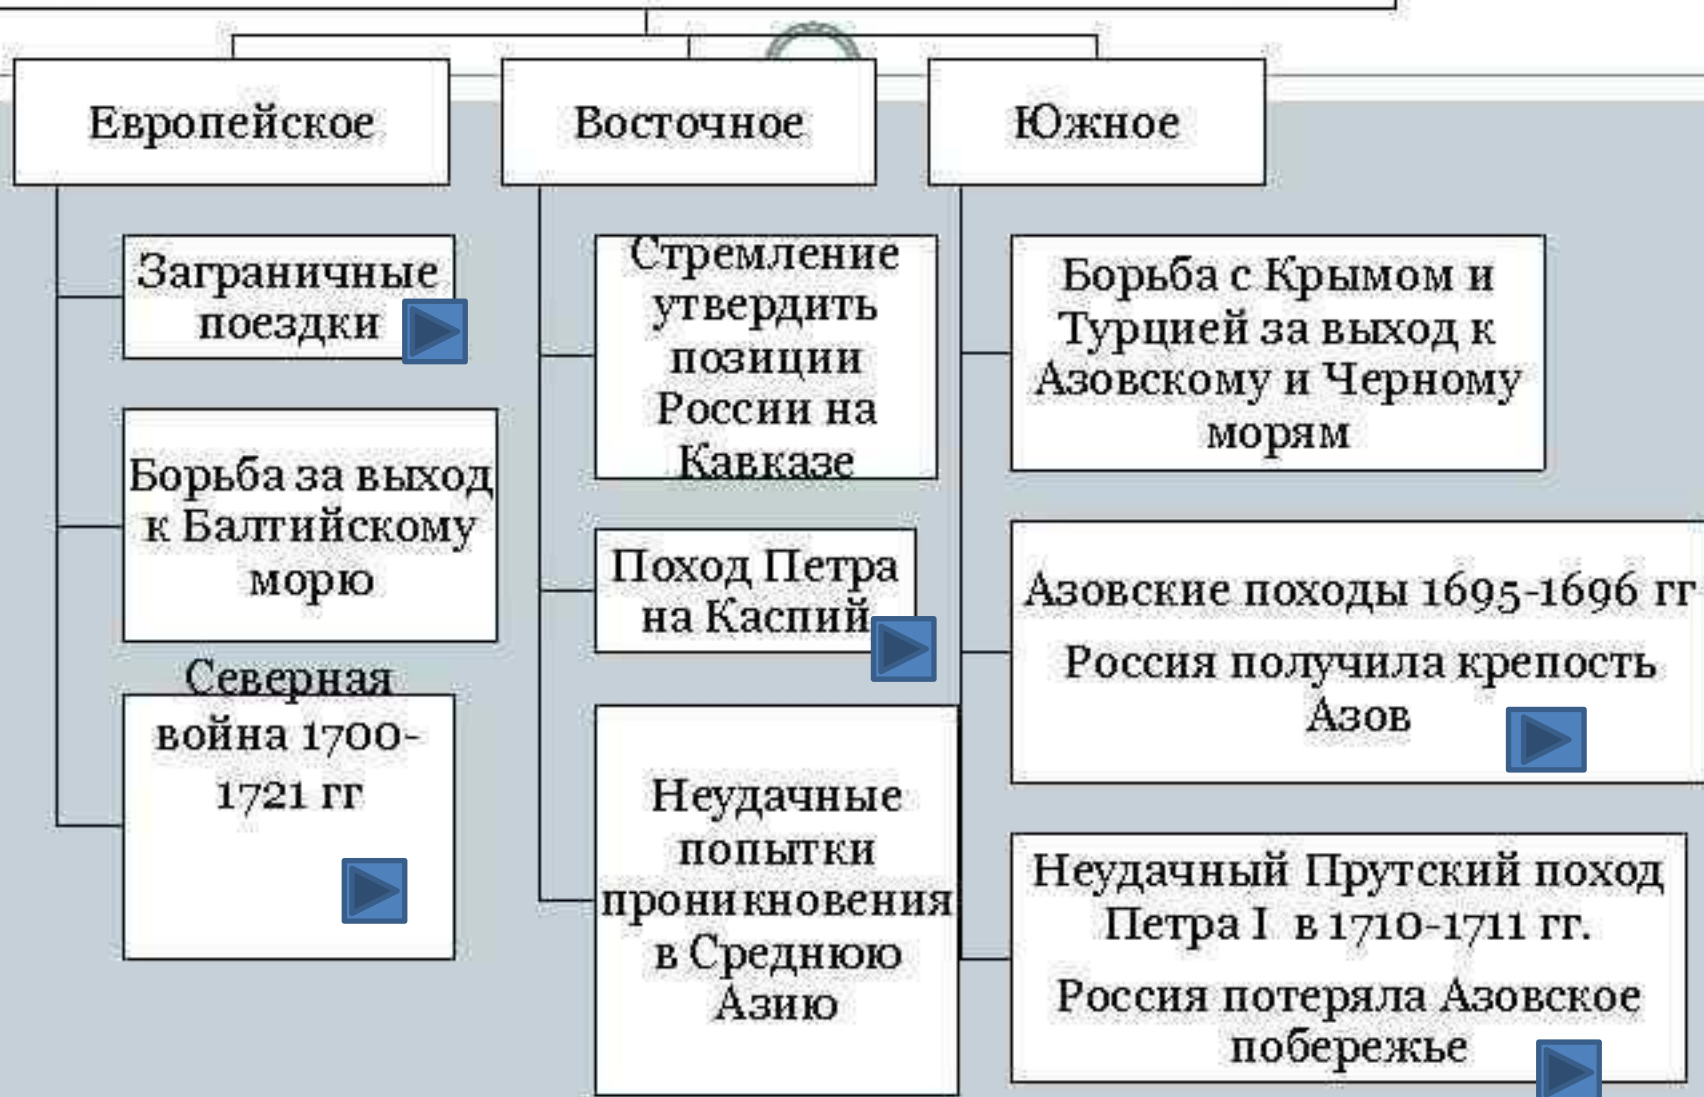 Европейское
Заграничные
поездки
Борьба за выход
к Балтийскому
морю
Северная
война 1700-
1721 гг
Восточное
Стремление
утвердить
позиции
России на
Кавказе
Поход Петра
на Каспий
Неудачные
попытки
проникновения
в Среднюю
Азию
Южное
Борьба с Крымом и
Турцией за выход к
Азовскому и Черному
морям
Азовские походы 1695-1696 гг
Россия получила крепость
Азов
Неудачный Прутский поход
Петра I в 1710-1711 гг.
Россия потеряла Азовское
побережье